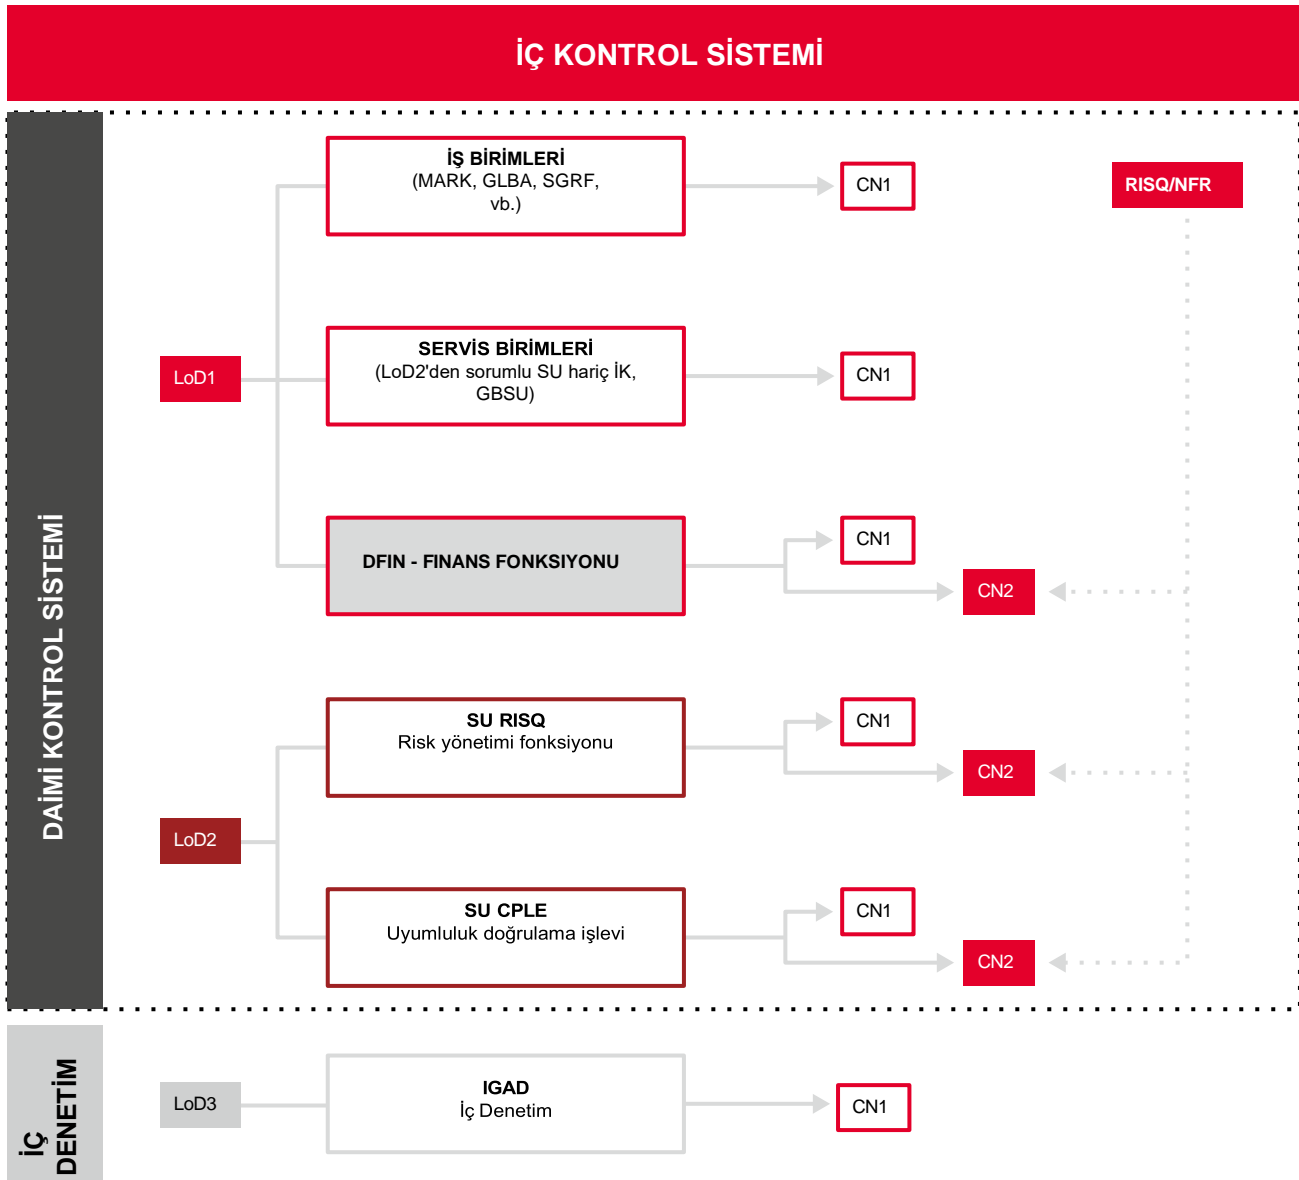 İÇ KONTROL SİSTEMİ
DAİMİ KONTROL SİSTEMİ
LoD1
İŞ BİRİMLERİ
(MARK, GLBA, SGRF,
vb.)
CN1
RISQ/NFR
SERVİS BİRİMLERİ
(LoD2'den sorumlu SU hariç İK,
GBSU)
CN1
DFIN - FINANS FONKSIYONU
CN1
CN2
LoD2
SU RISQ
Risk yönetimi fonksiyonu
CN1
CN2
SU CPLE
Uyumluluk doğrulama işlevi
CN1
CN2
İÇ
DENETİM
LoD3
IGAD
İç Denetim
CN1